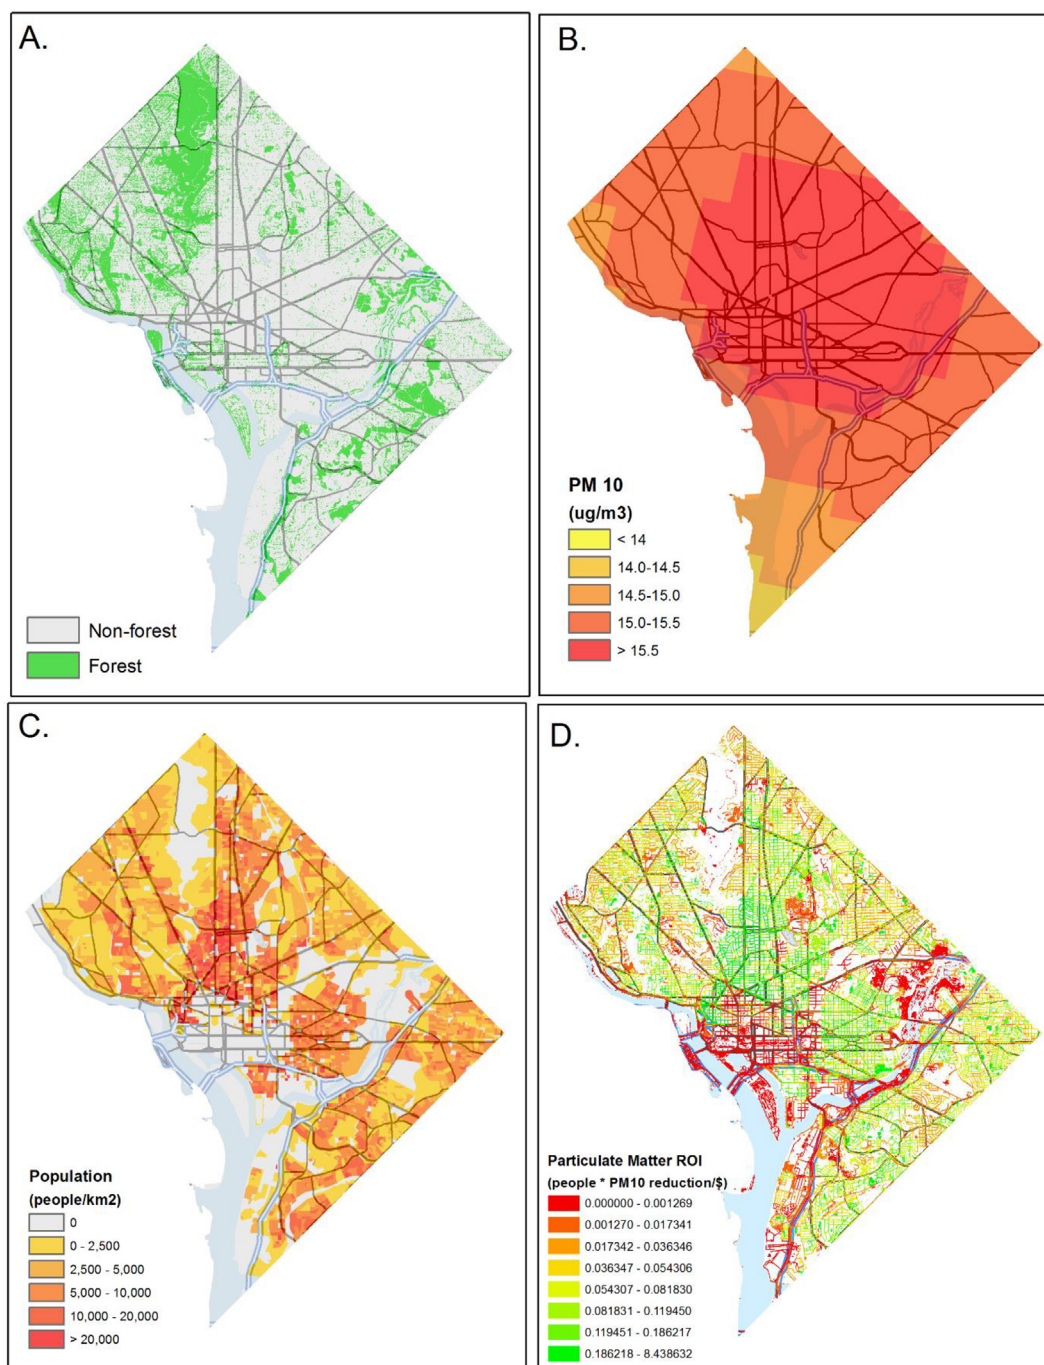 A.
Non-forest
Forest
B.
PM 10
(ug/m3)
< 14
14.0-14.5
14.5-15.0
15.0-15.5
> 15.5
C.
Population
(people/km2)
0
0 - 2,500
2,500 - 5,000
5,000 - 10,000
10,000 - 20,000
> 20,000
D.
Particulate Matter ROI
(people * PM10 reduction/$)
0.000000 - 0.001269
0.001270 - 0.017341
0.017342 - 0.036346
0.036347 - 0.054306
0.054307 - 0.081830
0.081831 - 0.119450
0.119451 - 0.186217
0.186218 - 8.438632